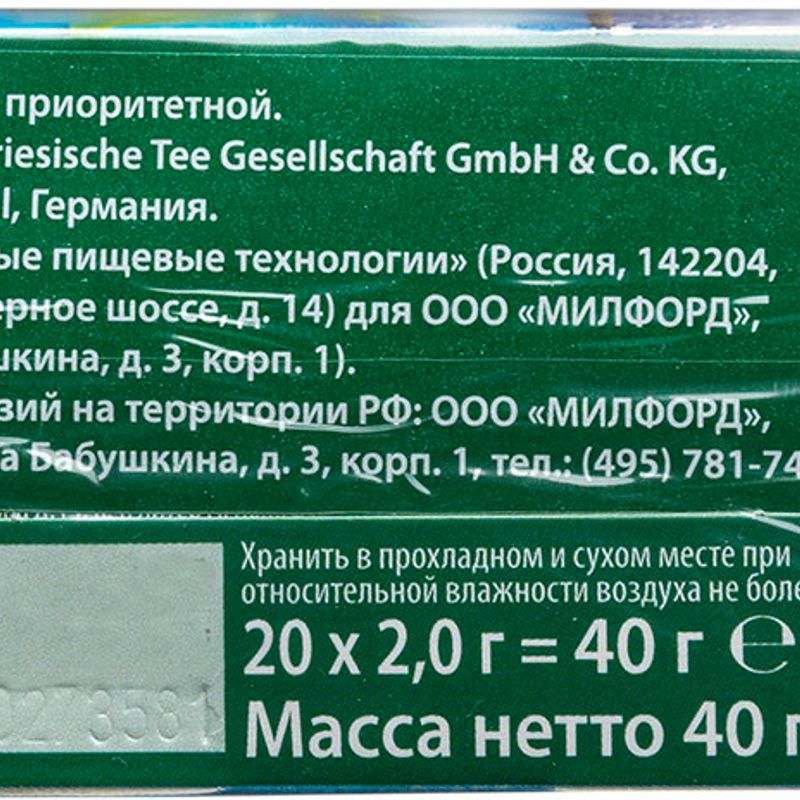 приоритетной.
riesische Tee Gesellschaft GmbH & Co. KG,
l, Германия.
ые пищевые технологии» (Россия, 142204,
ерное шоссе, д. 14) для ООО «МИЛФОРД»,
шкина, д. 3, корп. 1).
зий на территории РФ: ООО «МИЛФОРД»,
а Бабушкина, д. 3, корп. 1, тел.: (495) 781-74
Хранить в прохладном и сухом месте при
относительной влажности воздуха не боле
20 x 2,0 г = 40 г ℮
Масса нетто 40 г
0273581